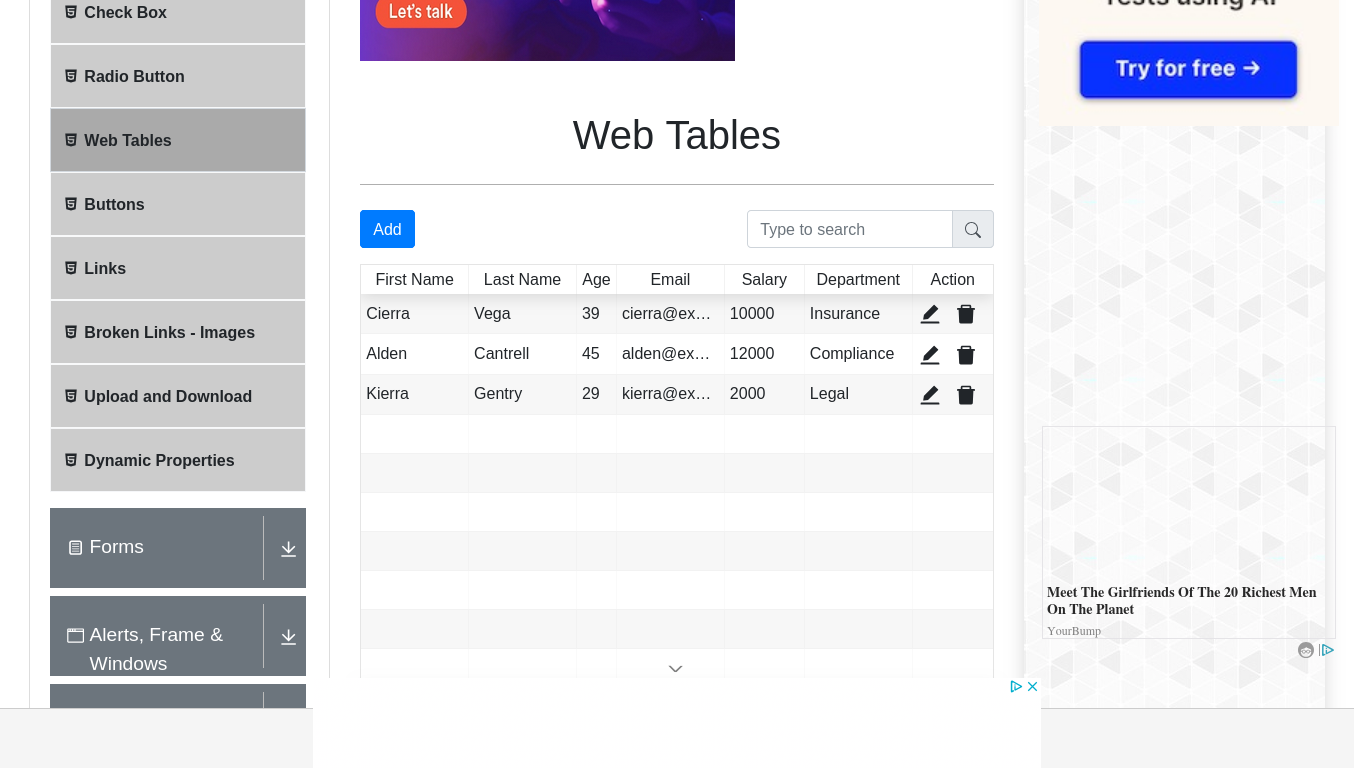 Check Box
Radio Button
Web Tables
Buttons
Links
Broken Links - Images
Upload and Download
Dynamic Properties
Forms
Alerts, Frame &
Windows
Let's talk
Web Tables
Add
Type to search
First Name Last Name Age Email Salary Department Action
Cierra Vega 39 cierra@ex… 10000 Insurance
Alden Cantrell 45 alden@ex… 12000 Compliance
Kierra Gentry 29 kierra@ex… 2000 Legal
Tests using AI
Try for free →
Meet The Girlfriends Of The 20 Richest Men
On The Planet
YourBump